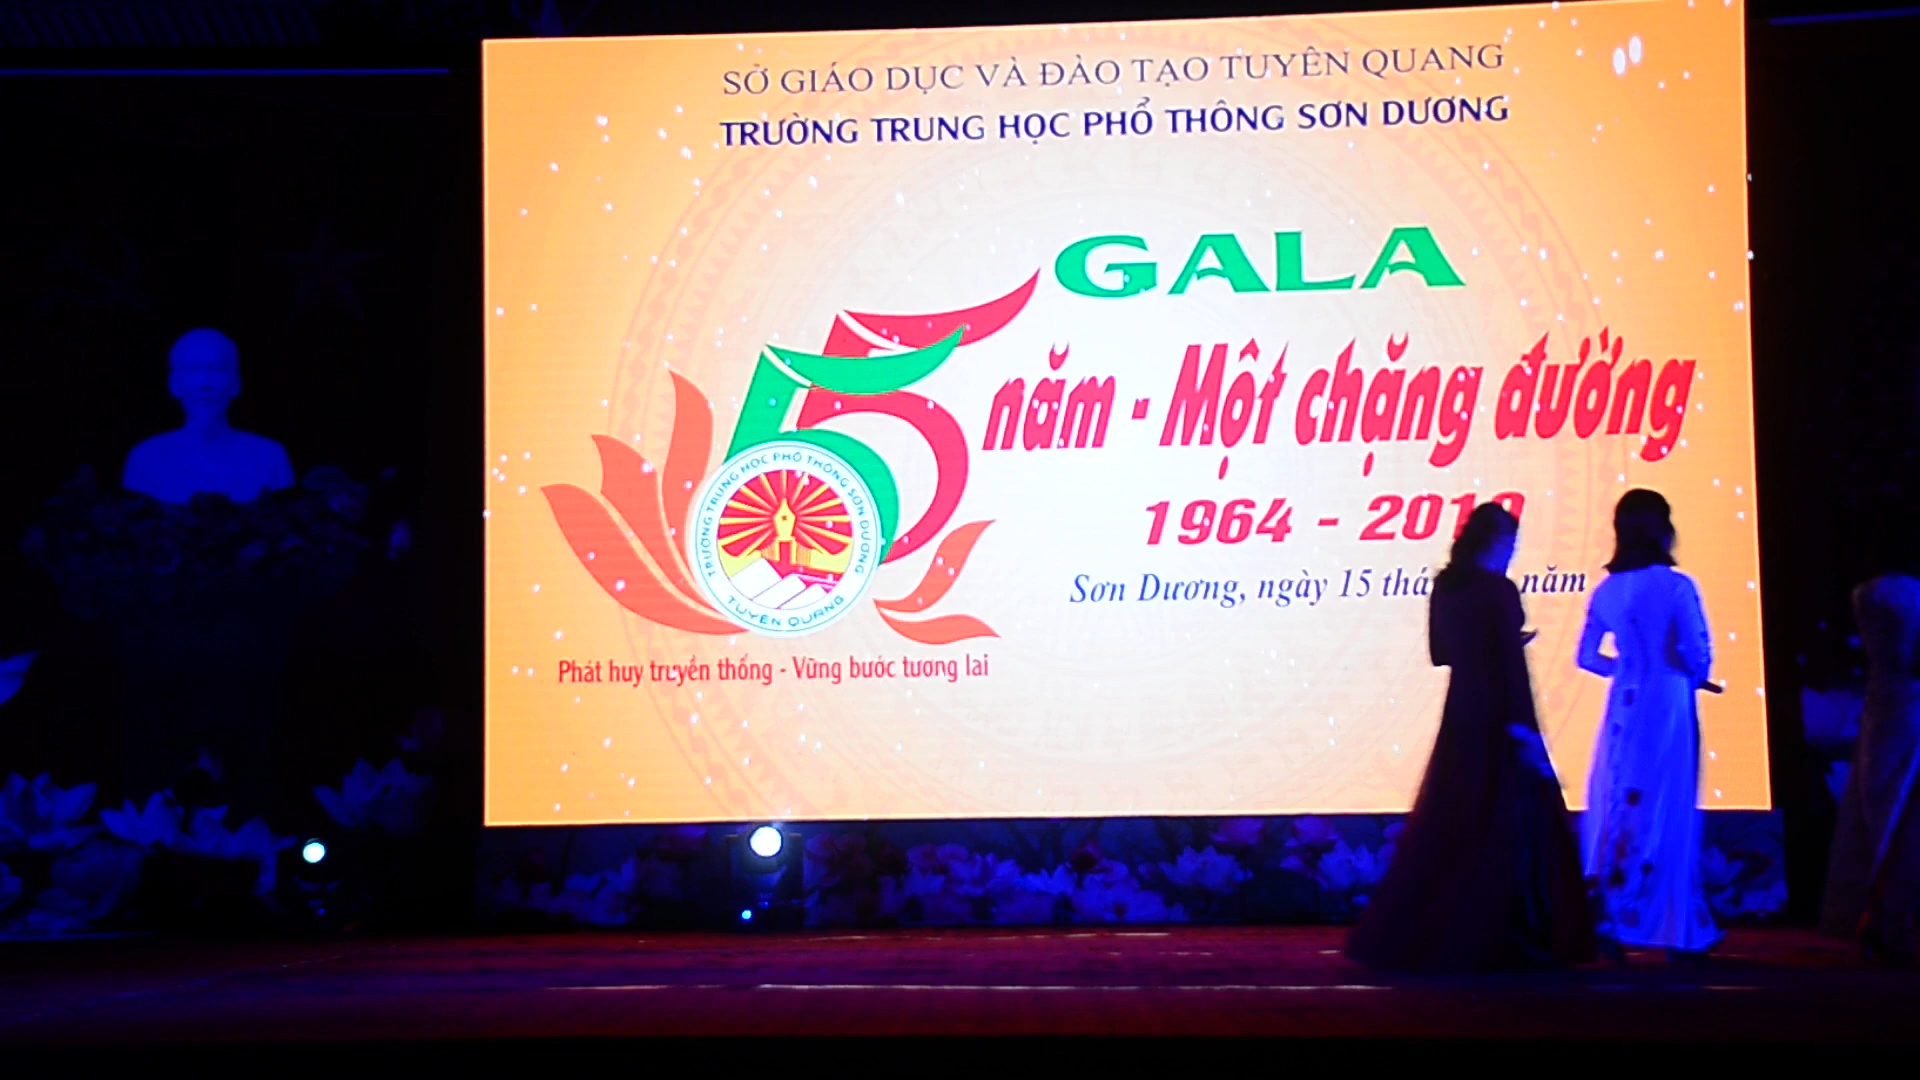 SỞ GIÁO DỤC VÀ ĐÀO TẠO TUYÊN QUANG
TRƯỜNG TRUNG HỌC PHỔ THÔNG SƠN DƯƠNG
GALA
55 năm - Một chặng đường
1964 - 2019
Sơn Dương, ngày 15 năm
TRƯỜNG TRUNG HỌC PHỔ THÔNG SƠN DƯƠNG
TUYÊN QUANG
Phát huy truyền thống - Vững bước tương lai